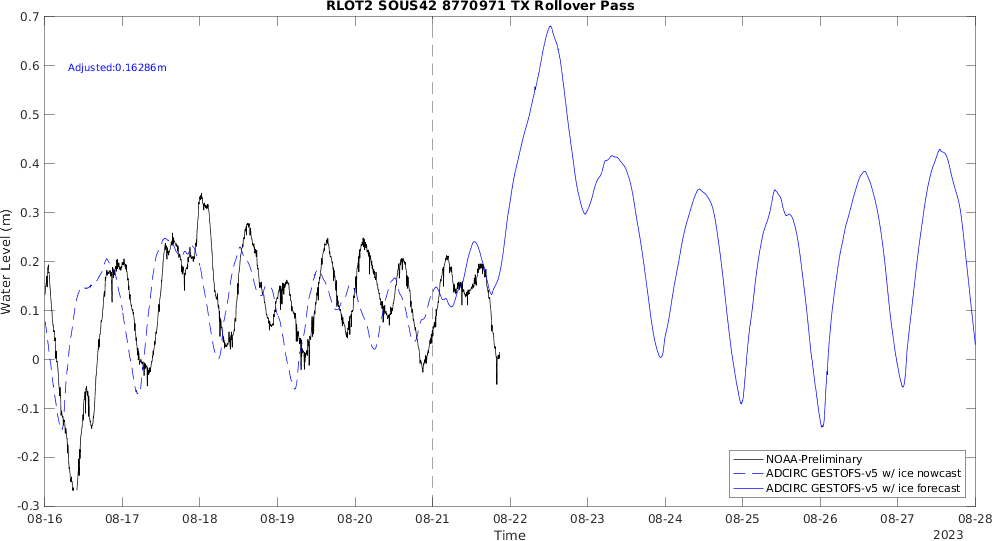 RLOT2 SOUS42 8770971 TX Rollover Pass
0.7
0.6
0.5
0.4
0.3
0.2
0.1
0
-0.1
-0.2
-0.3
Water Level (m)
Adjusted:0.16286m
NOAA-Preliminary
ADCIRC GESTOFS-v5 w/ ice nowcast
ADCIRC GESTOFS-v5 w/ ice forecast
08-16 08-17 08-18 08-19 08-20 08-21 08-22 08-23 08-24 08-25 08-26 08-27 08-28
Time
2023